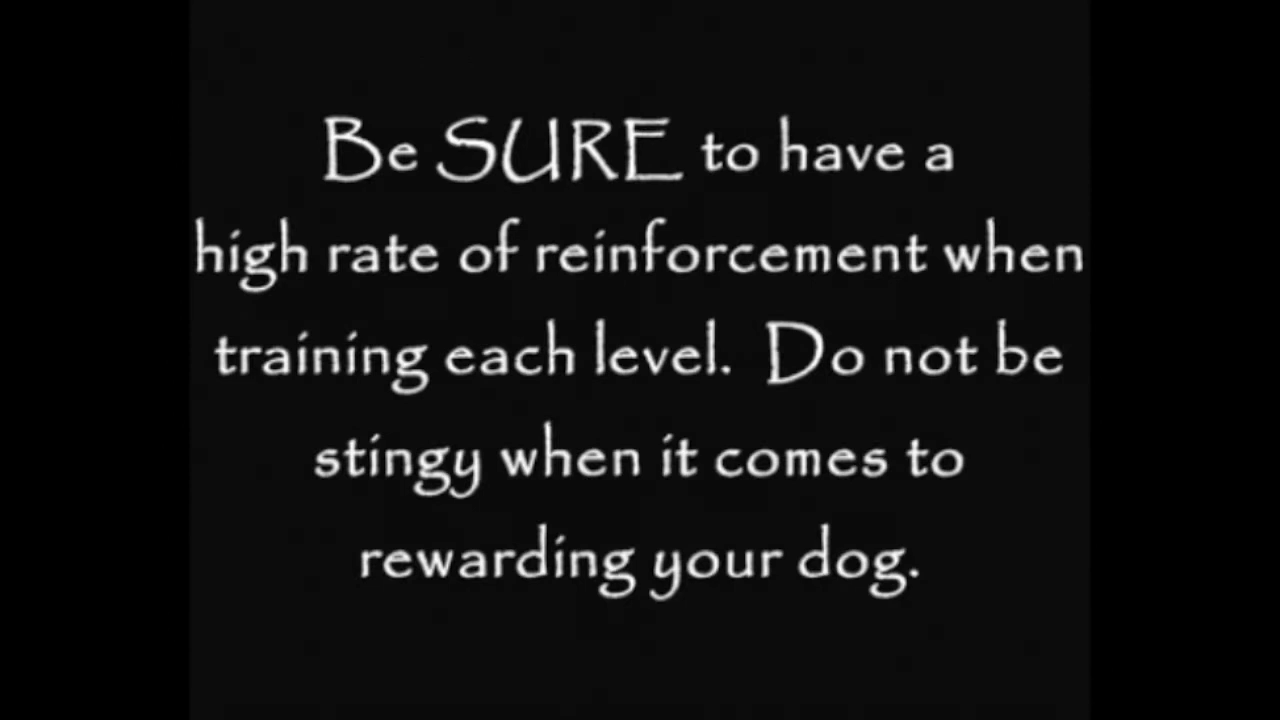 Be SURE to have a
high rate of reinforcement when
training each level.  Do not be
stingy when it comes to
rewarding your dog.